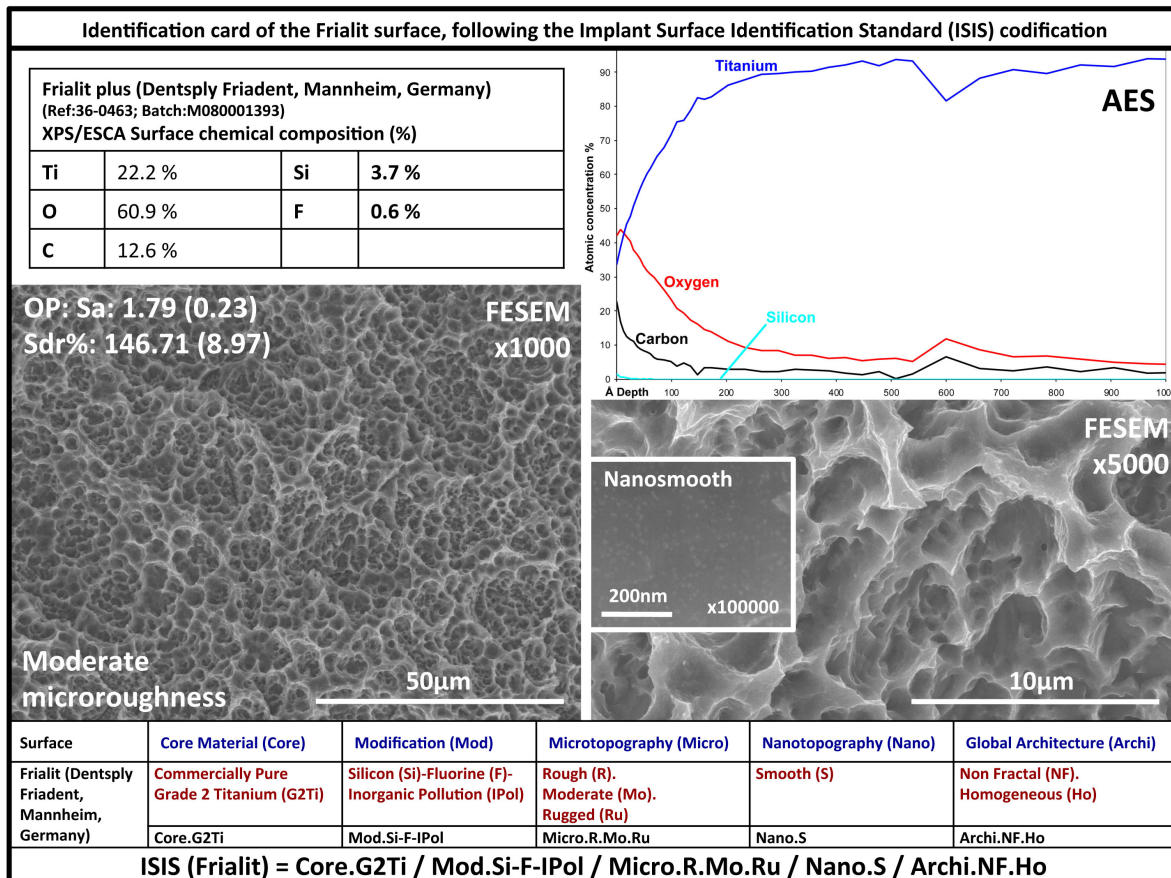 Identification card of the Frialit surface, following the Implant Surface Identification Standard (ISIS) codification
Frialit plus (Dentsply Friadent, Mannheim, Germany)
(Ref:36-0463; Batch:M080001393)
XPS/ESCA Surface chemical composition (%)
Ti 22.2 % Si 3.7 %
O 60.9 % F 0.6 %
C 12.6 %
AES
Titanium
Oxygen
Silicon
Carbon
Atomic concentration %
90
80
70
60
50
40
30
20
10
0
Å Depth 100 200 300 400 500 600 700 800 900 100
OP: Sa: 1.79 (0.23)
Sdr%: 146.71 (8.97)
FESEM
x1000
Moderate
microroughness
50µm
FESEM
x5000
Nanosmooth
200nm
x100000
10µm
Surface Core Material (Core) Modification (Mod) Microtopography (Micro) Nanotopography (Nano) Global Architecture (Archi)
Frialit (Dentsply
Friadent,
Mannheim,
Germany)
Commercially Pure
Grade 2 Titanium (G2Ti)
Silicon (Si)-Fluorine (F)-
Inorganic Pollution (IPol)
Rough (R).
Moderate (Mo).
Rugged (Ru)
Smooth (S)
Non Fractal (NF).
Homogeneous (Ho)
Core.G2Ti Mod.Si-F-IPol Micro.R.Mo.Ru Nano.S Archi.NF.Ho
ISIS (Frialit) = Core.G2Ti / Mod.Si-F-IPol / Micro.R.Mo.Ru / Nano.S / Archi.NF.Ho